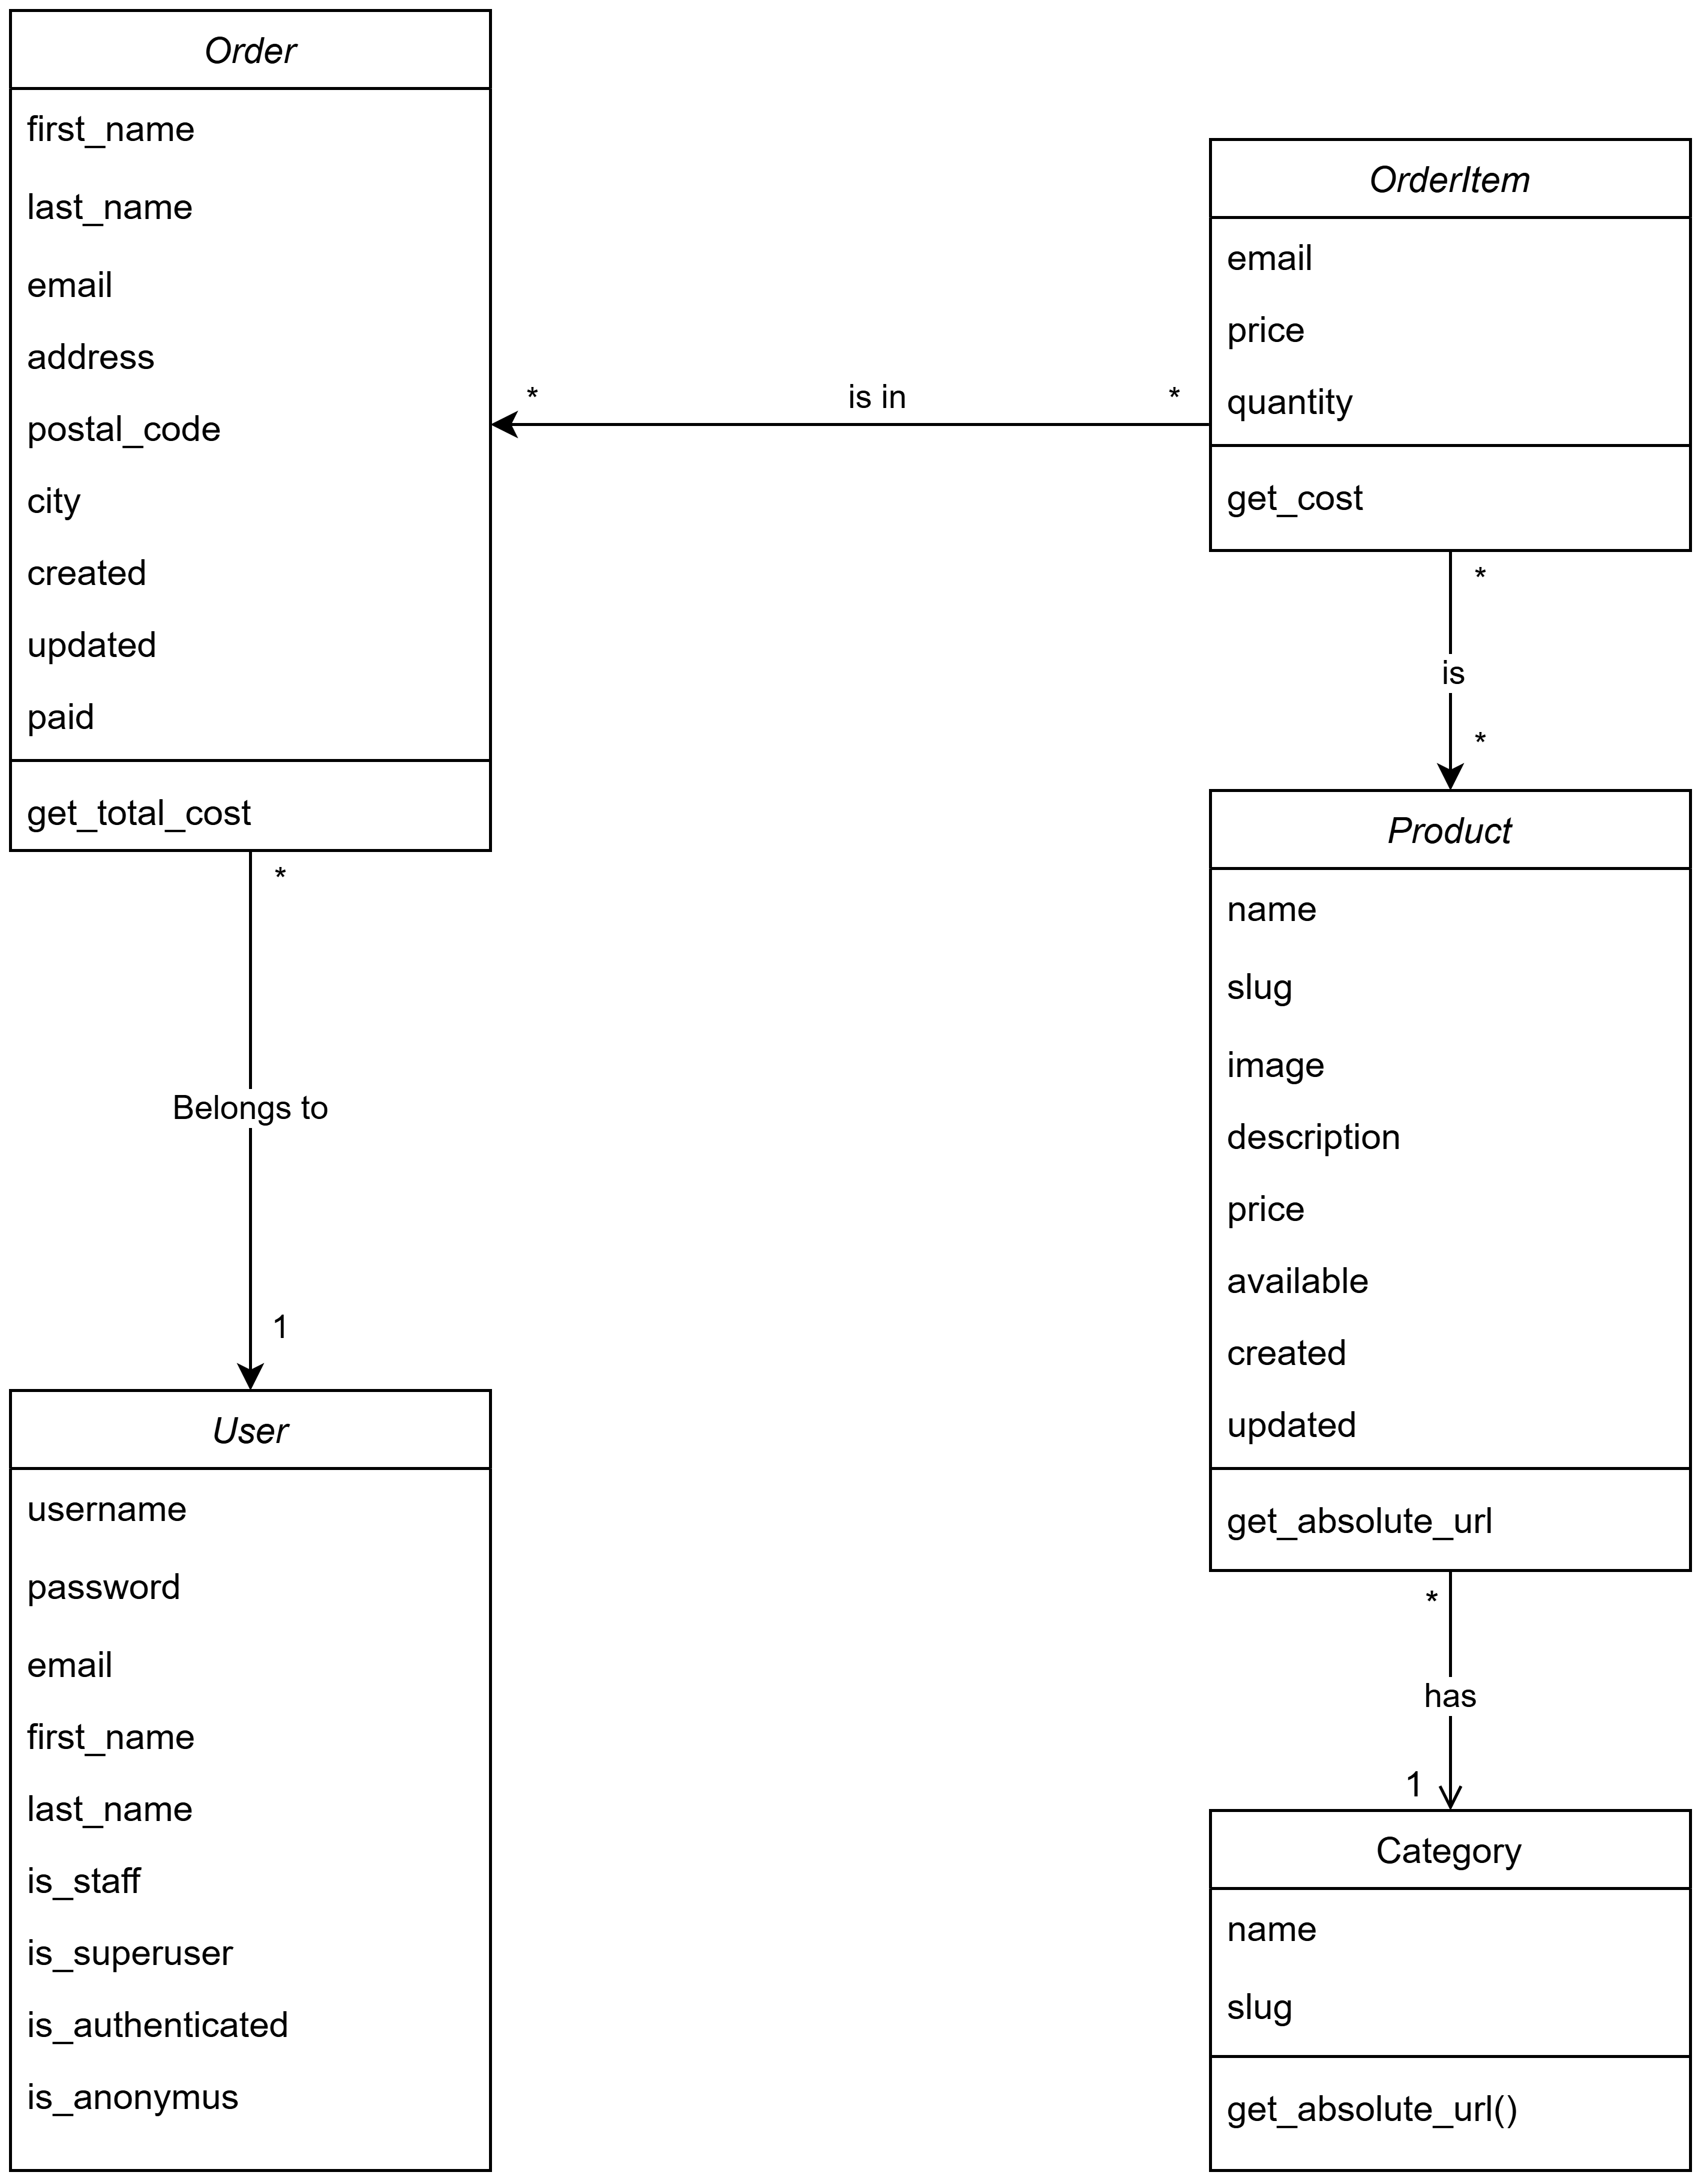 Order
first_name
last_name
email
address
postal_code
city
created
updated
paid
get_total_cost
* is in *
OrderItem
email
price
quantity
get_cost
*
is
*
Product
name
slug
image
description
price
available
created
updated
get_absolute_url
*
has
1
Category
name
slug
get_absolute_url()
*
Belongs to
1
User
username
password
email
first_name
last_name
is_staff
is_superuser
is_authenticated
is_anonymus